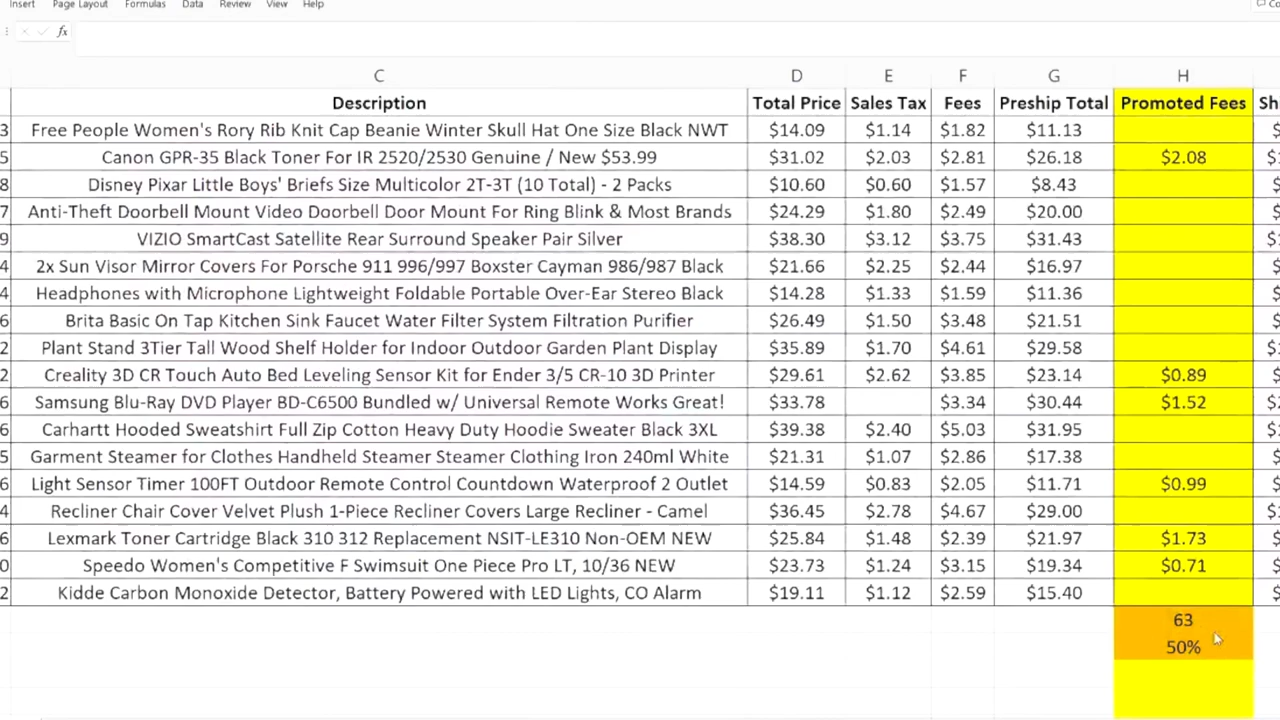 Insert Page Layout Formulas Data Review View Help
fx
C D E F G H
Description Total Price Sales Tax Fees Preship Total Promoted Fees
3 Free People Women's Rory Rib Knit Cap Beanie Winter Skull Hat One Size Black NWT $14.09 $1.14 $1.82 $11.13
5 Canon GPR-35 Black Toner For IR 2520/2530 Genuine / New $53.99 $31.02 $2.03 $2.81 $26.18 $2.08
8 Disney Pixar Little Boys' Briefs Size Multicolor 2T-3T (10 Total) - 2 Packs $10.60 $0.60 $1.57 $8.43
7 Anti-Theft Doorbell Mount Video Doorbell Door Mount For Ring Blink & Most Brands $24.29 $1.80 $2.49 $20.00
9 VIZIO SmartCast Satellite Rear Surround Speaker Pair Silver $38.30 $3.12 $3.75 $31.43
4 2x Sun Visor Mirror Covers For Porsche 911 996/997 Boxster Cayman 986/987 Black $21.66 $2.25 $2.44 $16.97
4 Headphones with Microphone Lightweight Foldable Portable Over-Ear Stereo Black $14.28 $1.33 $1.59 $11.36
6 Brita Basic On Tap Kitchen Sink Faucet Water Filter System Filtration Purifier $26.49 $1.50 $3.48 $21.51
2 Plant Stand 3Tier Tall Wood Shelf Holder for Indoor Outdoor Garden Plant Display $35.89 $1.70 $4.61 $29.58
2 Creality 3D CR Touch Auto Bed Leveling Sensor Kit for Ender 3/5 CR-10 3D Printer $29.61 $2.62 $3.85 $23.14 $0.89
6 Samsung Blu-Ray DVD Player BD-C6500 Bundled w/ Universal Remote Works Great! $33.78 $3.34 $30.44 $1.52
6 Carhartt Hooded Sweatshirt Full Zip Cotton Heavy Duty Hoodie Sweater Black 3XL $39.38 $2.40 $5.03 $31.95
5 Garment Steamer for Clothes Handheld Steamer Steamer Clothing Iron 240ml White $21.31 $1.07 $2.86 $17.38
6 Light Sensor Timer 100FT Outdoor Remote Control Countdown Waterproof 2 Outlet $14.59 $0.83 $2.05 $11.71 $0.99
4 Recliner Chair Cover Velvet Plush 1-Piece Recliner Covers Large Recliner - Camel $36.45 $2.78 $4.67 $29.00
6 Lexmark Toner Cartridge Black 310 312 Replacement NSIT-LE310 Non-OEM NEW $25.84 $1.48 $2.39 $21.97 $1.73
0 Speedo Women's Competitive F Swimsuit One Piece Pro LT, 10/36 NEW $23.73 $1.24 $3.15 $19.34 $0.71
2 Kidde Carbon Monoxide Detector, Battery Powered with LED Lights, CO Alarm $19.11 $1.12 $2.59 $15.40
63
50%